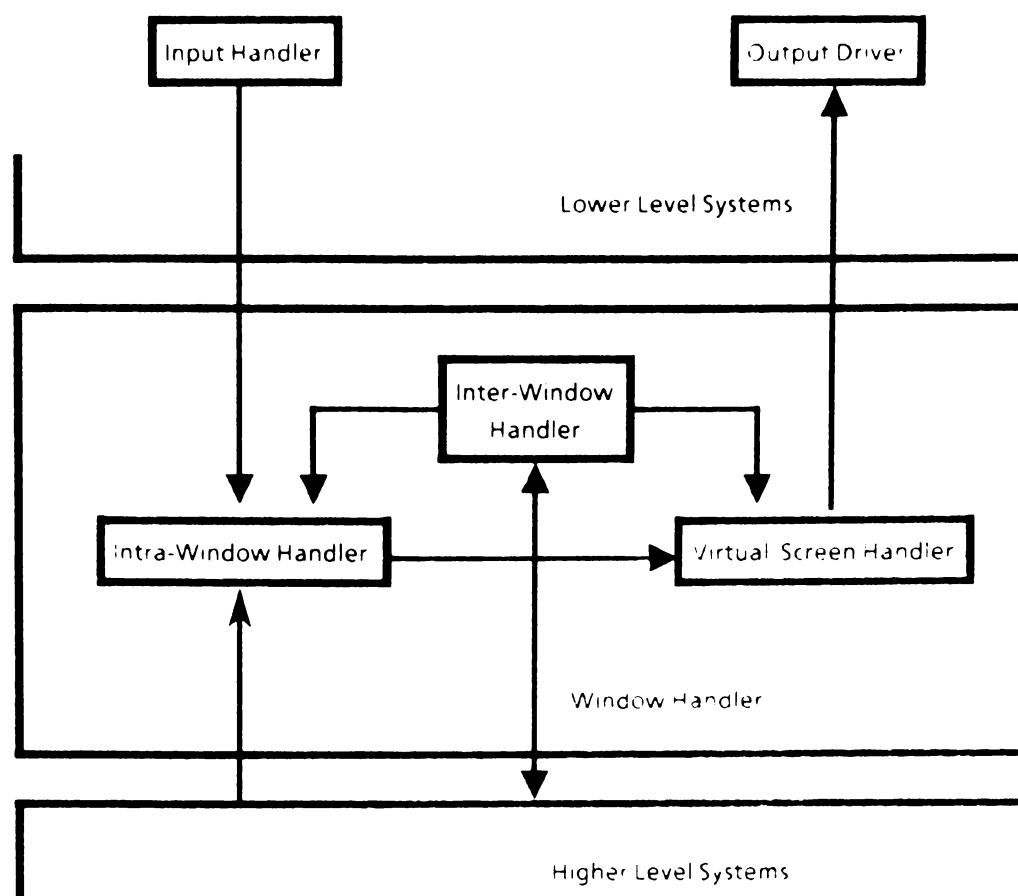 Input Handler
Output Driver
Lower Level Systems
Inter-Window
Handler
Intra-Window Handler
Virtual Screen Handler
Window Handler
Higher Level Systems